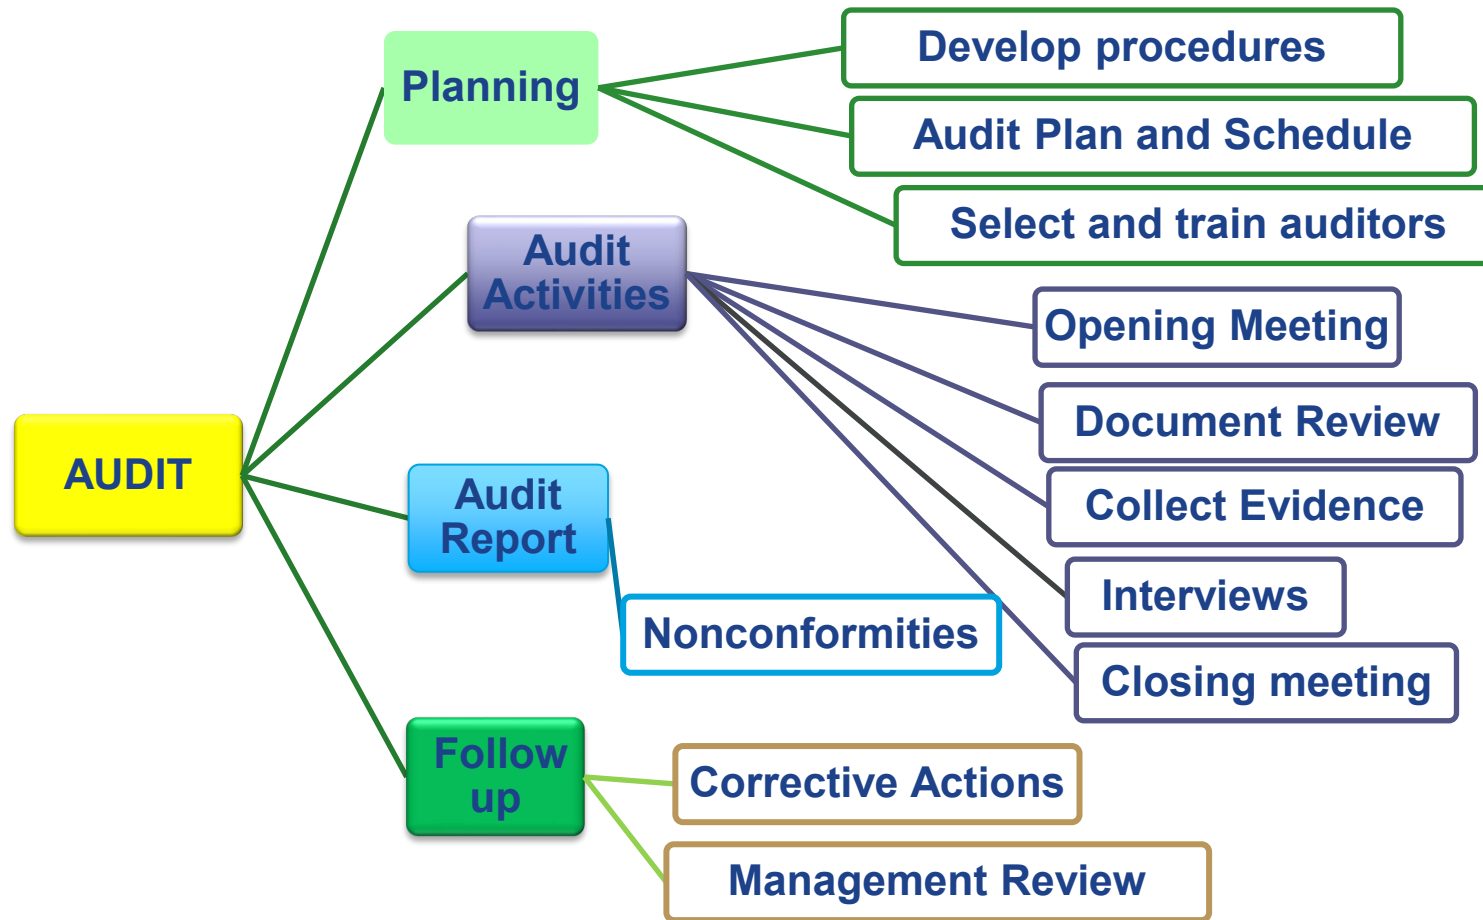 Planning
Develop procedures
Audit Plan and Schedule
Select and train auditors
Audit
Activities
Opening Meeting
Document Review
Collect Evidence
Interviews
Closing meeting
AUDIT
Audit
Report
Nonconformities
Follow
up
Corrective Actions
Management Review